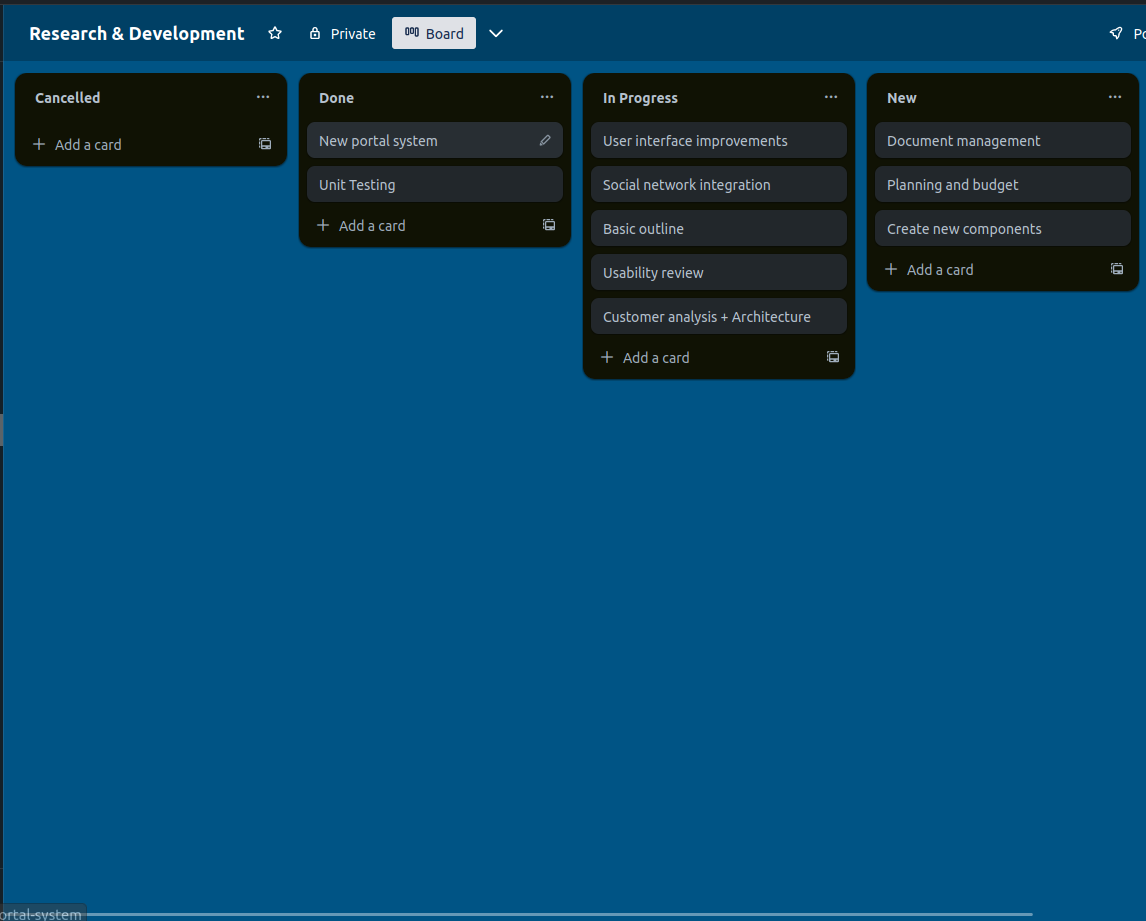 Research & Development
Private
Board
Cancelled
Add a card
Done
New portal system
Unit Testing
Add a card
In Progress
User interface improvements
Social network integration
Basic outline
Usability review
Customer analysis + Architecture
Add a card
New
Document management
Planning and budget
Create new components
Add a card
ortal-system